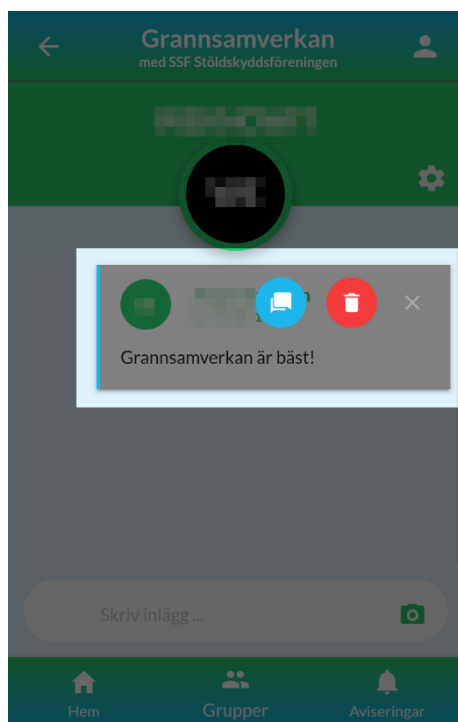 Grannsamverkan
med SSF Stöldskyddsföreningen
Grannsamverkan är bäst!
Skriv inlägg ...
Hem Grupper Aviseringar